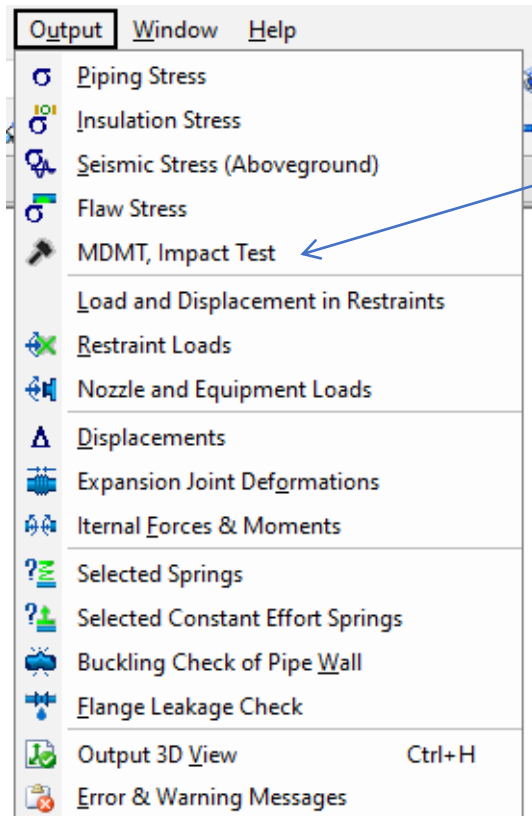 Output Window Help
Piping Stress
Insulation Stress
Seismic Stress (Aboveground)
Flaw Stress
MDMT, Impact Test
Load and Displacement in Restraints
Restraint Loads
Nozzle and Equipment Loads
Displacements
Expansion Joint Deformations
Iternal Forces & Moments
Selected Springs
Selected Constant Effort Springs
Buckling Check of Pipe Wall
Flange Leakage Check
Output 3D View Ctrl+H
Error & Warning Messages